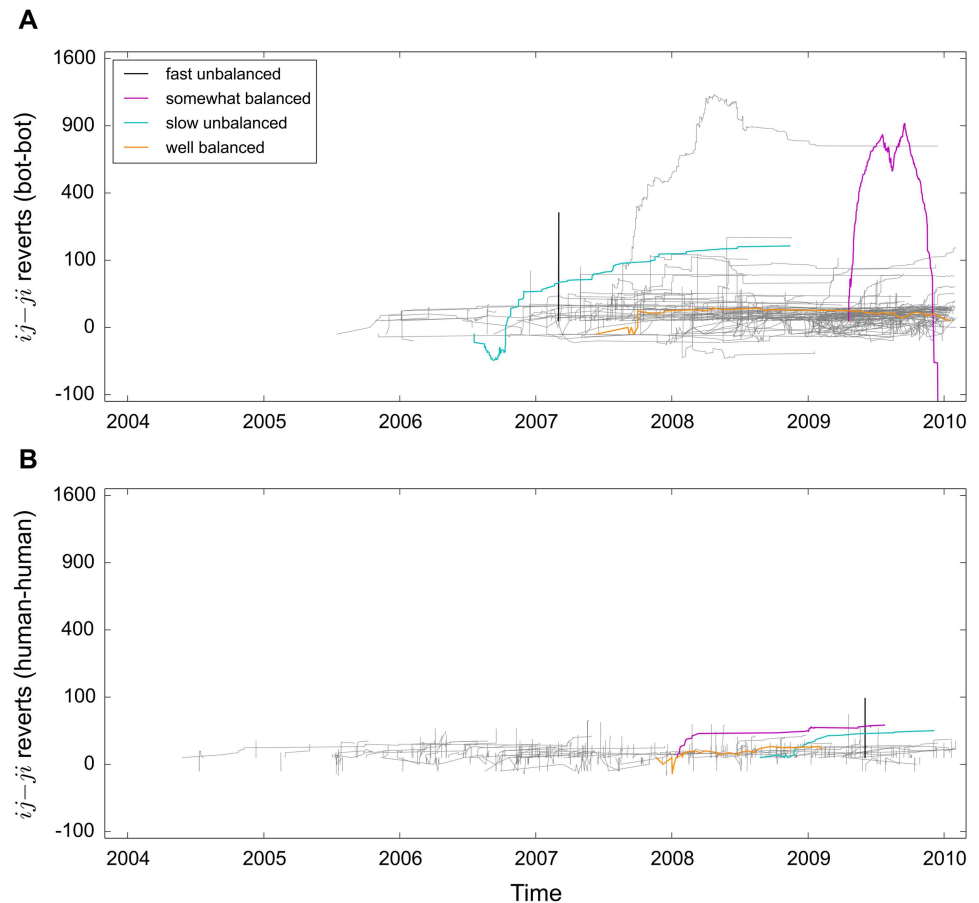 A
1600
900
400
100
0
-100
ij−ji reverts (bot-bot)
fast unbalanced
somewhat balanced
slow unbalanced
well balanced
2004 2005 2006 2007 2008 2009 2010
B
1600
900
400
100
0
-100
ij−ji reverts (human-human)
2004 2005 2006 2007 2008 2009 2010
Time